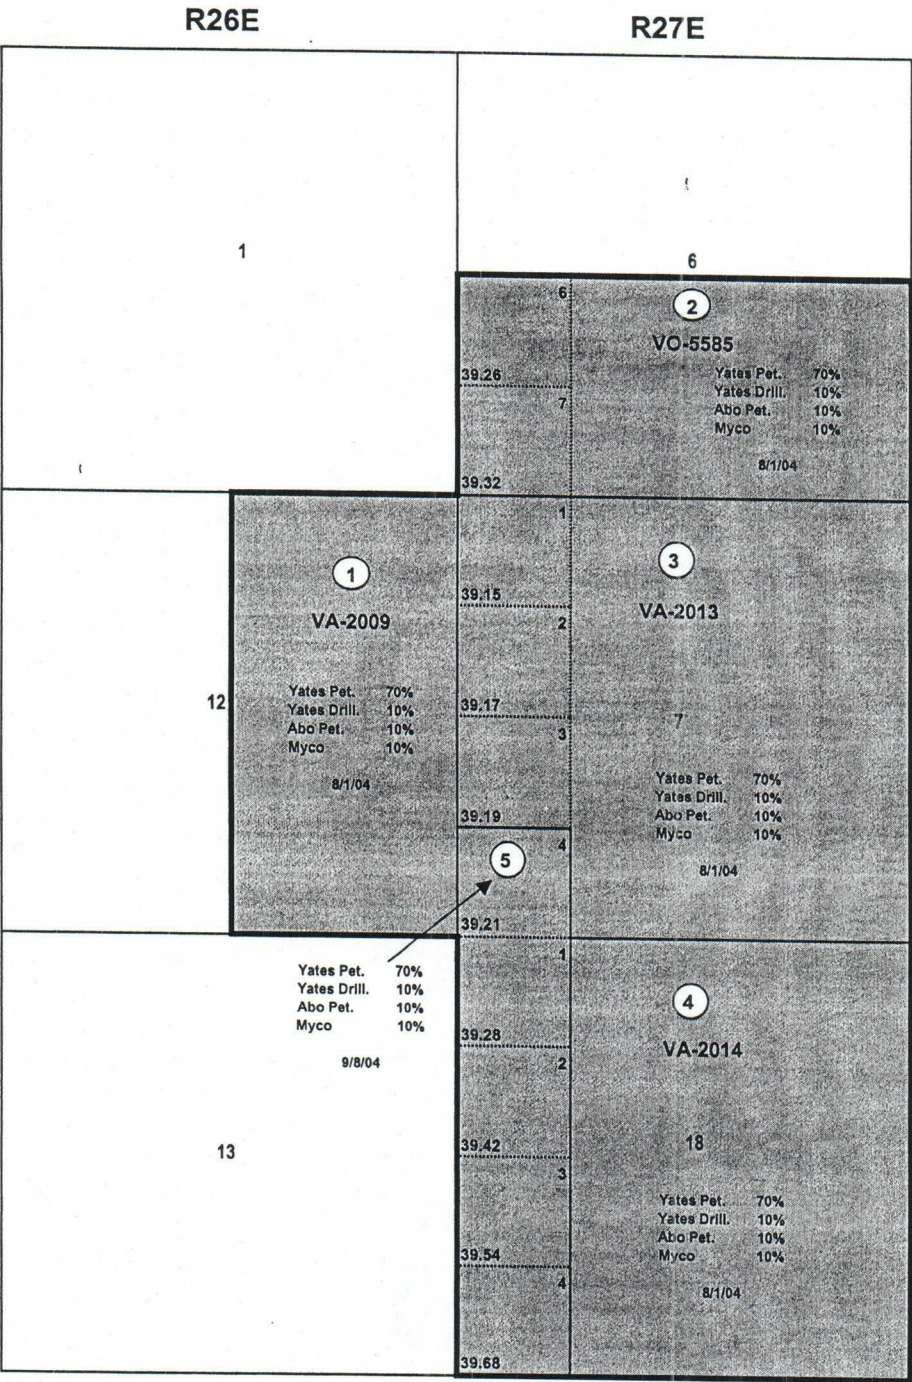 R26E
R27E
1
6
6
2
VO-5585
Yates Pet. 70%
Yates Drill. 10%
Abo Pet. 10%
Myco 10%
8/1/04
39.26
7
39.32
1
VA-2009
12
Yates Pet. 70%
Yates Drill. 10%
Abo Pet. 10%
Myco 10%
8/1/04
1
39.15
2
39.17
3
39.19
4
5
39.21
3
VA-2013
7
Yates Pet. 70%
Yates Drill. 10%
Abo Pet. 10%
Myco 10%
8/1/04
Yates Pet. 70%
Yates Drill. 10%
Abo Pet. 10%
Myco 10%
9/8/04
13
1
39.28
2
39.42
3
39.54
4
39.68
4
VA-2014
18
Yates Pet. 70%
Yates Drill. 10%
Abo Pet. 10%
Myco 10%
8/1/04